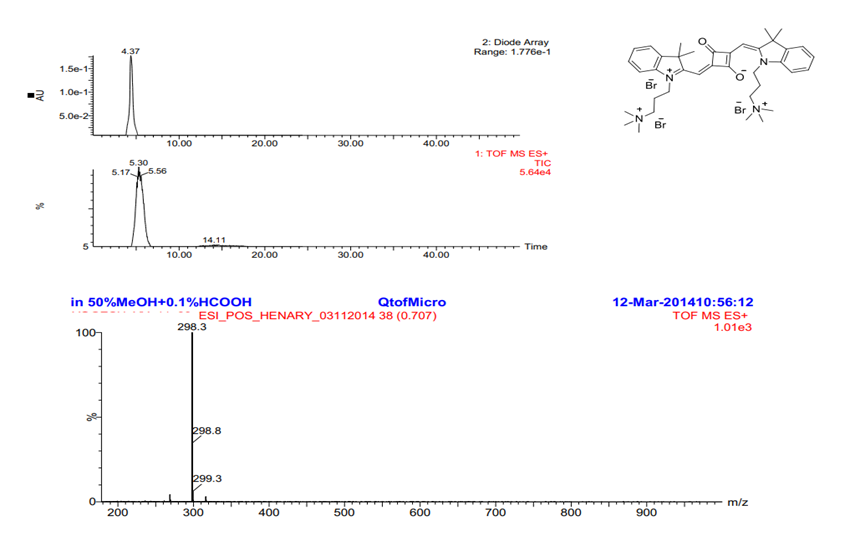 2: Diode Array
Range: 1.776e-1
4.37
1.5e-1
1.0e-1
5.0e-2
AU
10.00 20.00 30.00 40.00
1: TOF MS ES+
TIC
5.64e4
5.30
5.17
5.56
14.11
%
5
10.00 20.00 30.00 40.00
Time
O
N
+
Br
−
O
−
N
N
+
Br
−
Br
−
N
+
in 50%MeOH+0.1%HCOOH QtofMicro 12-Mar-201410:56:12
ESI_POS_HENARY_03112014 38 (0.707) TOF MS ES+
1.01e3
298.3
100
298.8
%
299.3
0
200 300 400 500 600 700 800 900
m/z